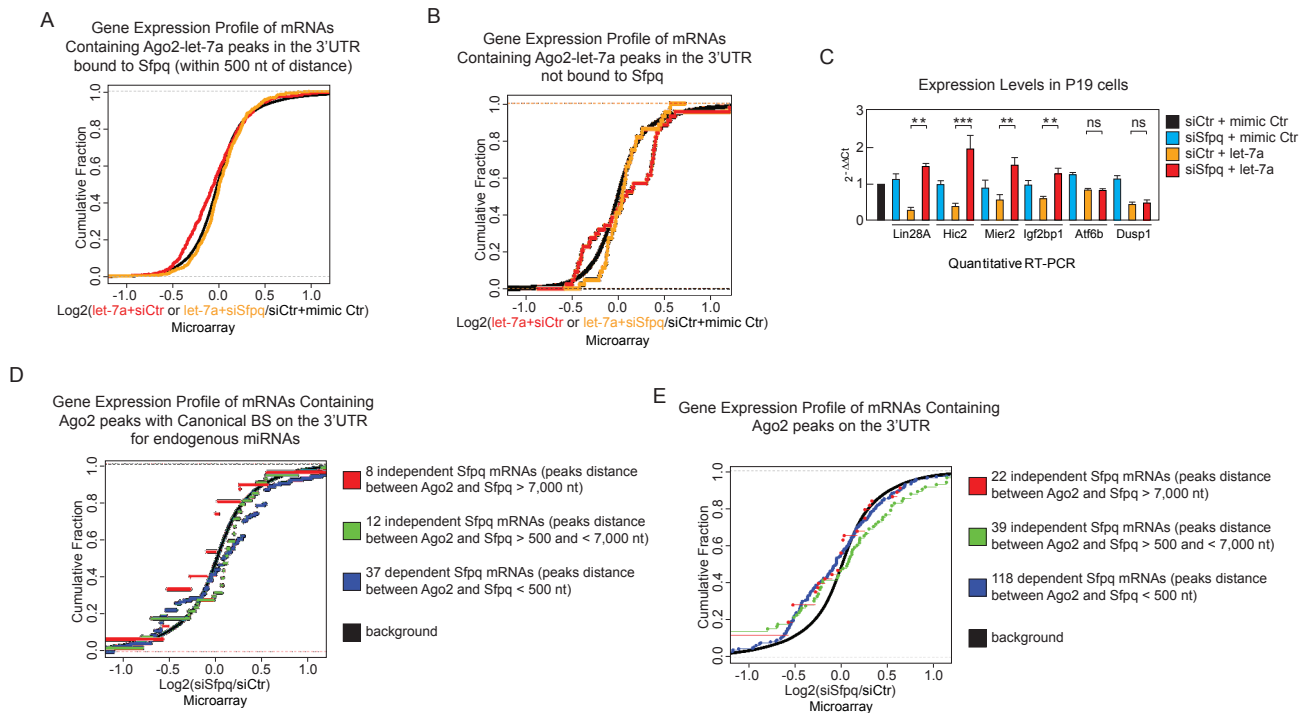 A
Gene Expression Profile of mRNAs
Containing Ago2-let-7a peaks in the 3'UTR
bound to Sfpq (within 500 nt of distance)
Cumulative Fraction
1.0
0.8
0.6
0.4
0.2
0.0
-1.0 -0.5 0.0 0.5 1.0
Log2(let-7a+siCtr or let-7a+siSfpq/siCtr+mimic Ctr)
Microarray
B
Gene Expression Profile of mRNAs
Containing Ago2-let-7a peaks in the 3'UTR
not bound to Sfpq
Cumulative Fraction
1.0
0.8
0.6
0.4
0.2
0.0
-1.0 -0.5 0.0 0.5 1.0
Log2(let-7a+siCtr or let-7a+siSfpq/siCtr+mimic Ctr)
Microarray
C
Expression Levels in P19 cells
2^-ΔΔCt
3
2
1
0
** *** ** ** ns ns
Lin28A Hic2 Mier2 Igf2bp1 Atf6b Dusp1
Quantitative RT-PCR
siCtr + mimic Ctr
siSfpq + mimic Ctr
siCtr + let-7a
siSfpq + let-7a
D
Gene Expression Profile of mRNAs Containing
Ago2 peaks with Canonical BS on the 3'UTR
for endogenous miRNAs
Cumulative Fraction
1.0
0.8
0.6
0.4
0.2
0.0
-1.0 -0.5 0.0 0.5 1.0
Log2(siSfpq/siCtr)
Microarray
8 independent Sfpq mRNAs (peaks distance
between Ago2 and Sfpq > 7,000 nt)
12 independent Sfpq mRNAs (peaks distance
between Ago2 and Sfpq > 500 and < 7,000 nt)
37 dependent Sfpq mRNAs (peaks distance
between Ago2 and Sfpq < 500 nt)
background
E
Gene Expression Profile of mRNAs Containing
Ago2 peaks on the 3'UTR
Cumulative Fraction
1.0
0.8
0.6
0.4
0.2
0.0
-1.0 -0.5 0.0 0.5 1.0
Log2(siSfpq/siCtr)
Microarray
22 independent Sfpq mRNAs (peaks distance
between Ago2 and Sfpq > 7,000 nt)
39 independent Sfpq mRNAs (peaks distance
between Ago2 and Sfpq > 500 and < 7,000 nt)
118 dependent Sfpq mRNAs (peaks distance
between Ago2 and Sfpq < 500 nt)
background